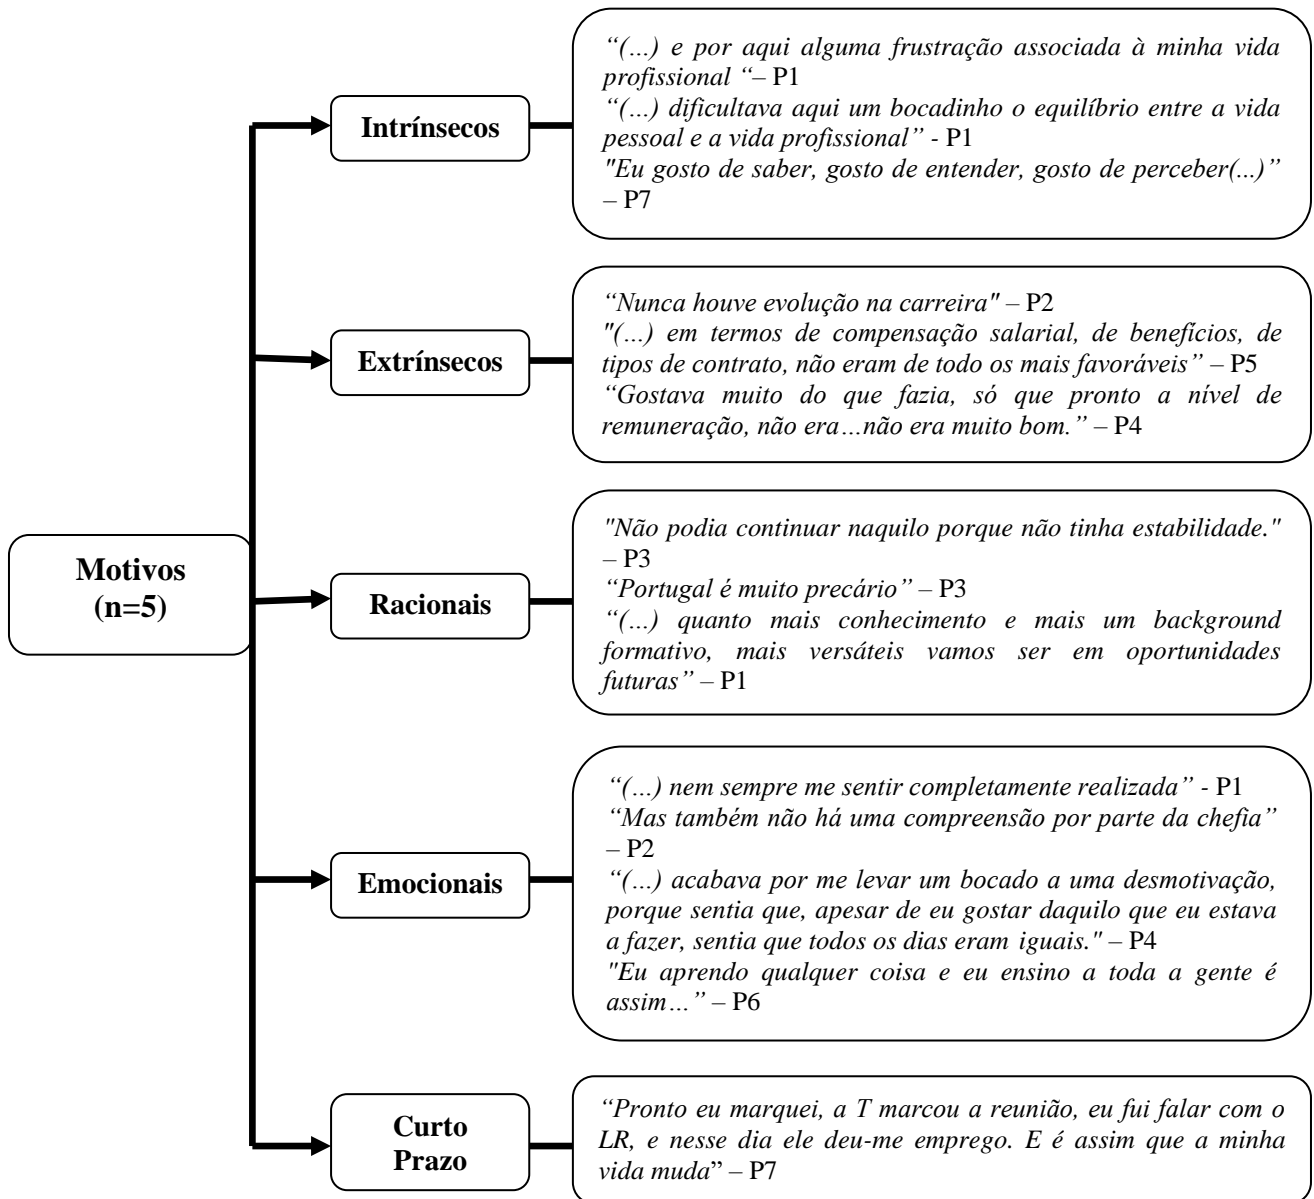 “(…) e por aqui alguma frustração associada à minha vida
profissional “– P1
“(…) dificultava aqui um bocadinho o equilíbrio entre a vida
pessoal e a vida profissional” - P1
"Eu gosto de saber, gosto de entender, gosto de perceber(...)”
– P7
Intrínsecos
“Nunca houve evolução na carreira" – P2
"(…) em termos de compensação salarial, de benefícios, de
tipos de contrato, não eram de todo os mais favoráveis” – P5
“Gostava muito do que fazia, só que pronto a nível de
remuneração, não era…não era muito bom.” – P4
Extrínsecos
Motivos
(n=5)
"Não podia continuar naquilo porque não tinha estabilidade."
– P3
“Portugal é muito precário” – P3
“(…) quanto mais conhecimento e mais um background
formativo, mais versáteis vamos ser em oportunidades
futuras” – P1
Racionais
“(…) nem sempre me sentir completamente realizada” - P1
“Mas também não há uma compreensão por parte da chefia”
– P2
“(…) acabava por me levar um bocado a uma desmotivação,
porque sentia que, apesar de eu gostar daquilo que eu estava
a fazer, sentia que todos os dias eram iguais." – P4
"Eu aprendo qualquer coisa e eu ensino a toda a gente é
assim…” – P6
Emocionais
“Pronto eu marquei, a T marcou a reunião, eu fui falar com o
LR, e nesse dia ele deu-me emprego. E é assim que a minha
vida muda” – P7
Curto
Prazo